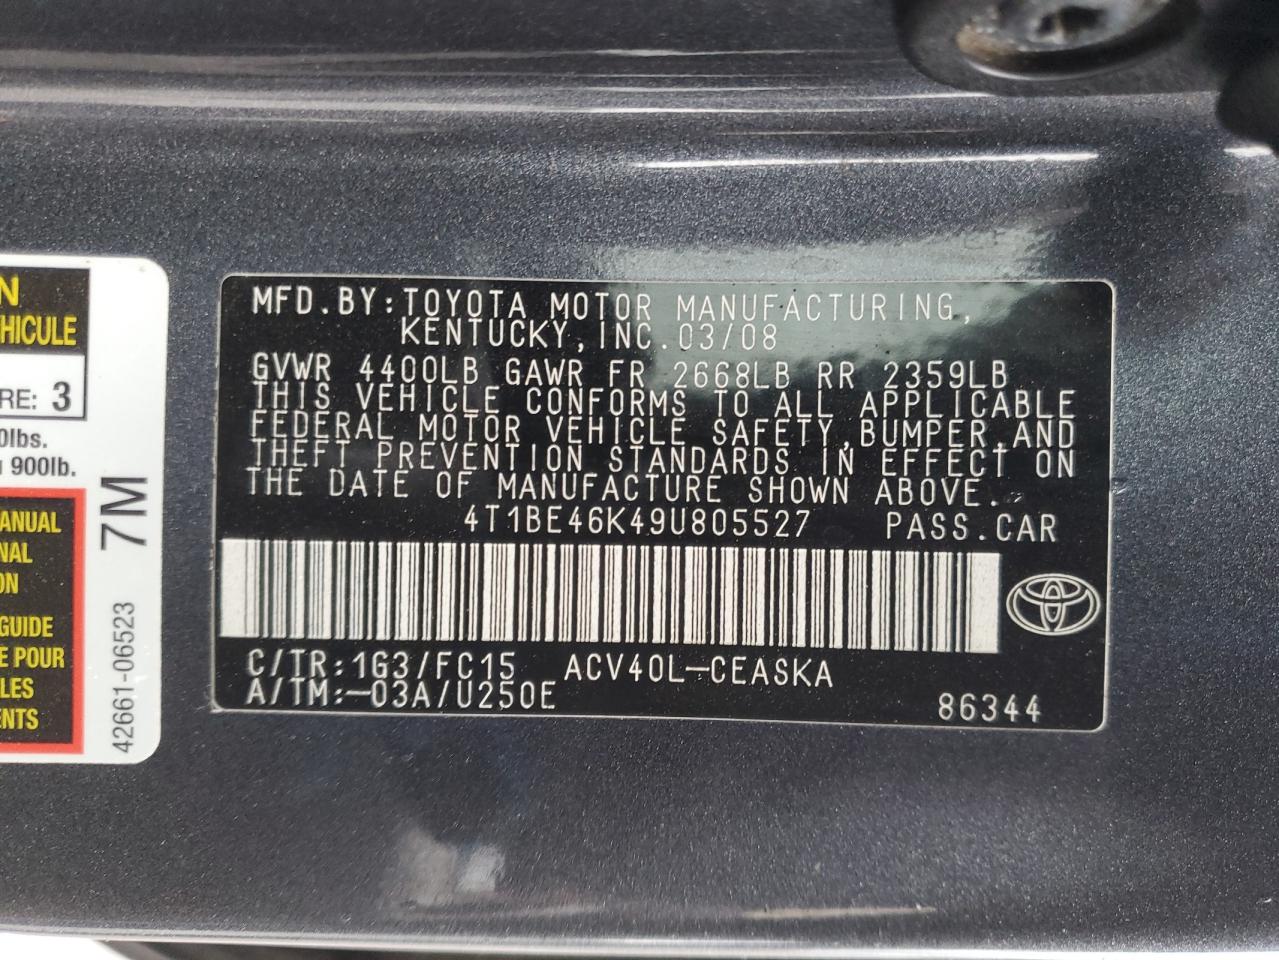 MFD.BY:TOYOTA MOTOR MANUFACTURING,
KENTUCKY,INC.03/08
GVWR 4400LB GAWR FR 2668LB RR 2359LB
THIS VEHICLE CONFORMS TO ALL APPLICABLE
FEDERAL MOTOR VEHICLE SAFETY,BUMPER,AND
THEFT PREVENTION STANDARDS IN EFFECT ON
THE DATE OF MANUFACTURE SHOWN ABOVE.
4T1BE46K49U805527 PASS.CAR
C/TR:1G3/FC15 ACV40L-CEASKA
A/TM:-03A/U250E
86344
N
VEHICULE
RE: 3
0lbs.
900lb.
MANUAL
NAL
ON
GUIDE
E POUR
LES
ENTS
7M
42661-06523